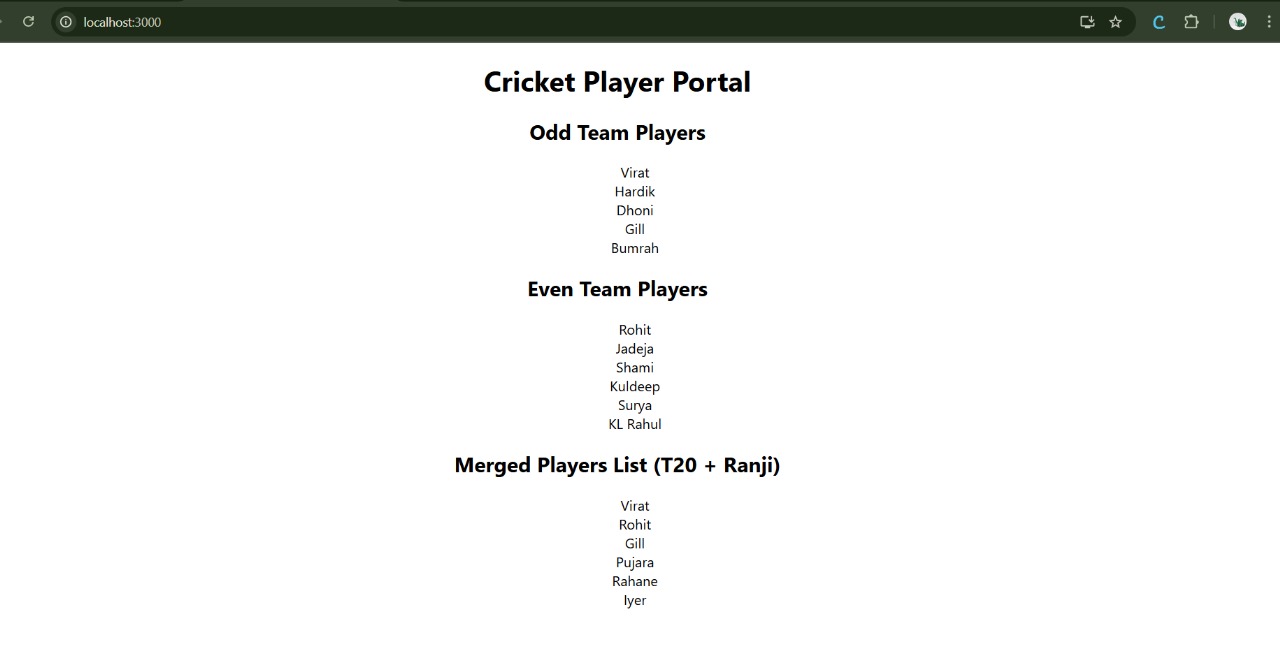 localhost:3000
Cricket Player Portal
Odd Team Players
Virat
Hardik
Dhoni
Gill
Bumrah
Even Team Players
Rohit
Jadeja
Shami
Kuldeep
Surya
KL Rahul
Merged Players List (T20 + Ranji)
Virat
Rohit
Gill
Pujara
Rahane
Iyer